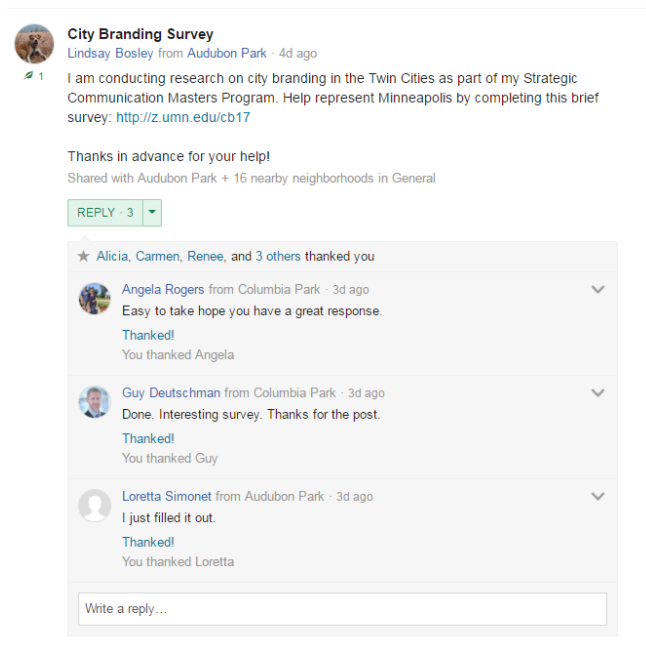 City Branding Survey
Lindsay Bosley from Audubon Park · 4d ago
1
I am conducting research on city branding in the Twin Cities as part of my Strategic
Communication Masters Program. Help represent Minneapolis by completing this brief
survey: http://z.umn.edu/cb17
Thanks in advance for your help!
Shared with Audubon Park + 16 nearby neighborhoods in General
REPLY · 3
Alicia, Carmen, Renee, and 3 others thanked you
Angela Rogers from Columbia Park · 3d ago
Easy to take hope you have a great response.
Thanked!
You thanked Angela
Guy Deutschman from Columbia Park · 3d ago
Done. Interesting survey. Thanks for the post.
Thanked!
You thanked Guy
Loretta Simonet from Audubon Park · 3d ago
I just filled it out.
Thanked!
You thanked Loretta
Write a reply…